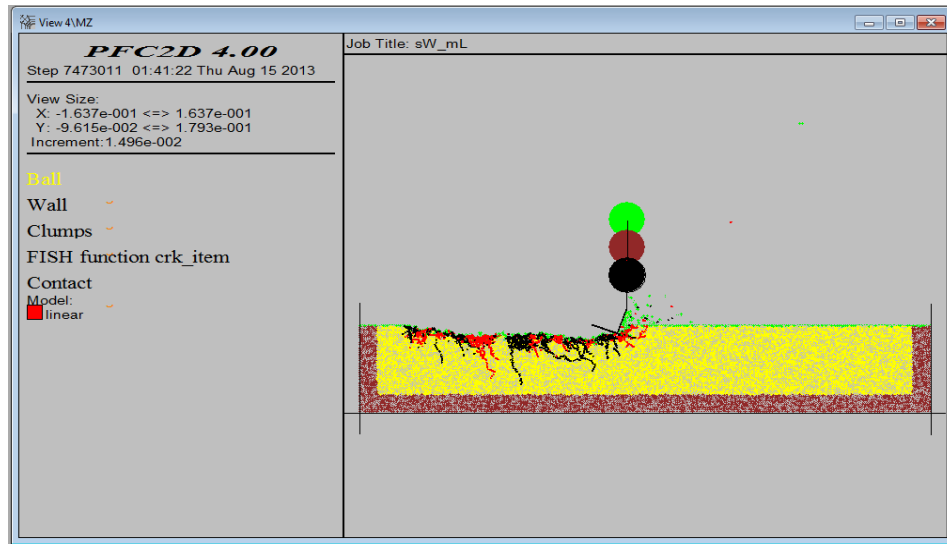 View 4\MZ
PFC2D 4.00
Step 7473011 01:41:22 Thu Aug 15 2013
View Size:
X: -1.637e-001 <=> 1.637e-001
Y: -9.615e-002 <=> 1.793e-001
Increment:1.496e-002
Ball
Wall
Clumps
FISH function crk_item
Contact
Model:
linear
Job Title: sW_mL